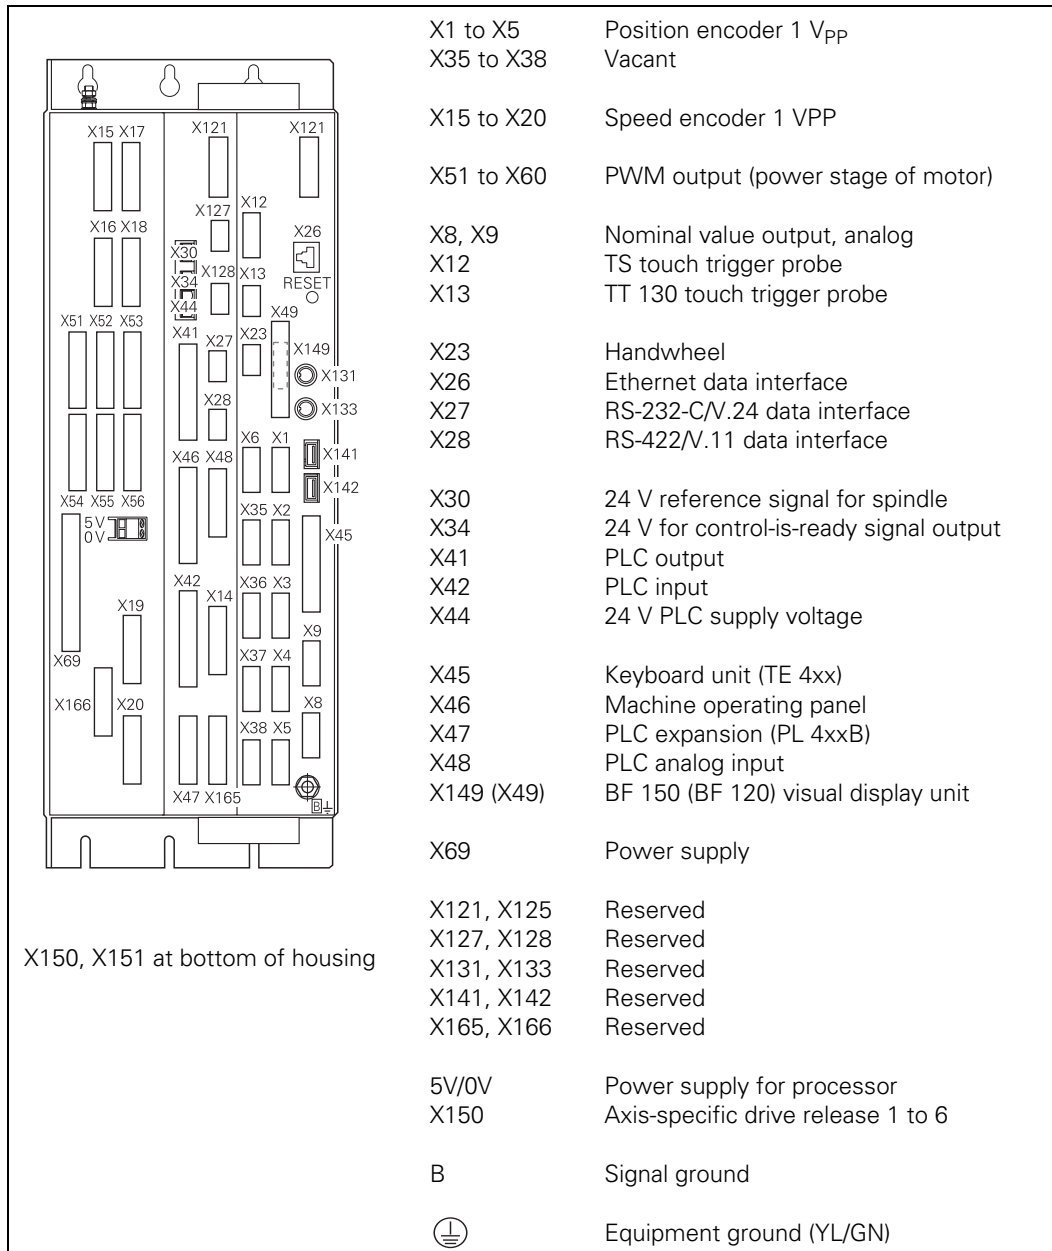 X15 X17 X121 X121
X127 X12
X16 X18 X26
X30
X128 X13
X34 RESET
X44
X51 X52 X53 X49
X41 X27 X23
X149
X131
X28
X133
X6 X1
X46 X48 X141
X142
X54 X55 X56
5V
0V
X35 X2
X45
X42 X14 X36 X3
X19
X9
X69 X37 X4
X166 X20 X8
X38 X5
X47 X165
B
X150, X151 at bottom of housing
X1 to X5 Position encoder 1 VPP
X35 to X38 Vacant
X15 to X20 Speed encoder 1 VPP
X51 to X60 PWM output (power stage of motor)
X8, X9 Nominal value output, analog
X12 TS touch trigger probe
X13 TT 130 touch trigger probe
X23 Handwheel
X26 Ethernet data interface
X27 RS-232-C/V.24 data interface
X28 RS-422/V.11 data interface
X30 24 V reference signal for spindle
X34 24 V for control-is-ready signal output
X41 PLC output
X42 PLC input
X44 24 V PLC supply voltage
X45 Keyboard unit (TE 4xx)
X46 Machine operating panel
X47 PLC expansion (PL 4xxB)
X48 PLC analog input
X149 (X49) BF 150 (BF 120) visual display unit
X69 Power supply
X121, X125 Reserved
X127, X128 Reserved
X131, X133 Reserved
X141, X142 Reserved
X165, X166 Reserved
5V/0V Power supply for processor
X150 Axis-specific drive release 1 to 6
B Signal ground
Equipment ground (YL/GN)